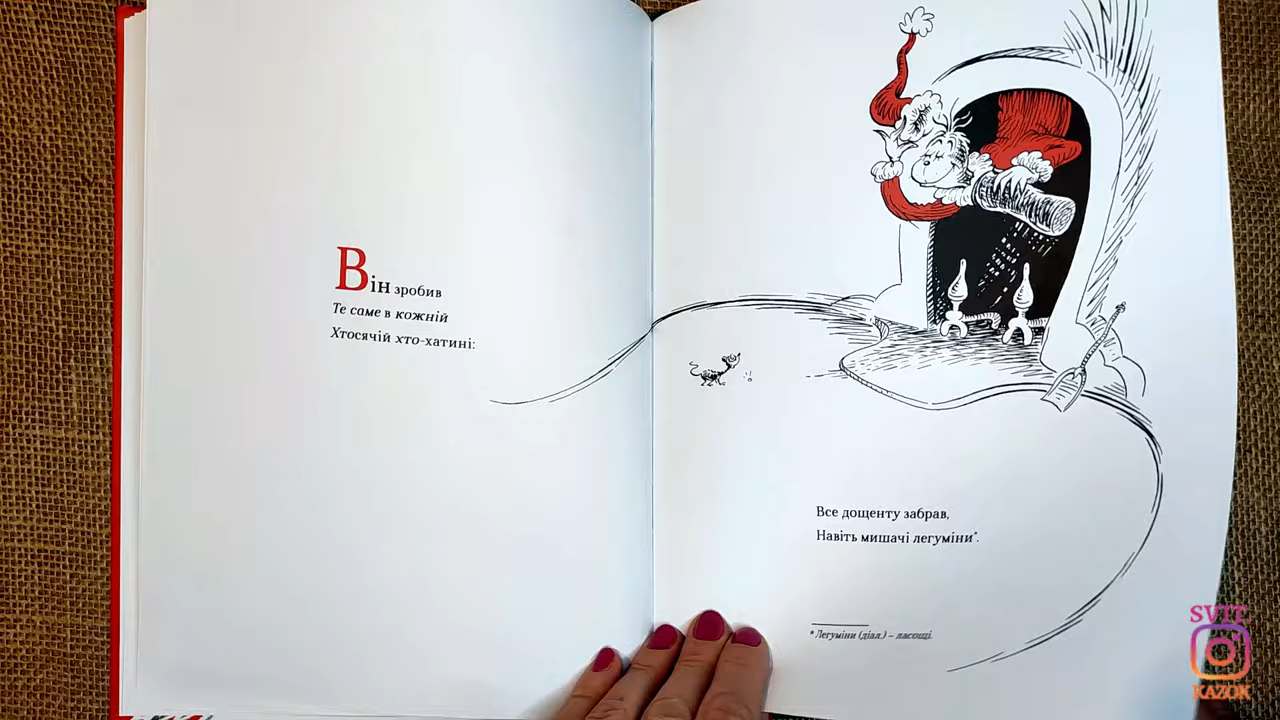 Він зробив
Те саме в кожній
Хтосячій хто-хатині:
Все дощенту забрав,
Навіть мишачі легуміни*.
* Легуміни (діал.) – ласощі.
SVIT
KAZOK